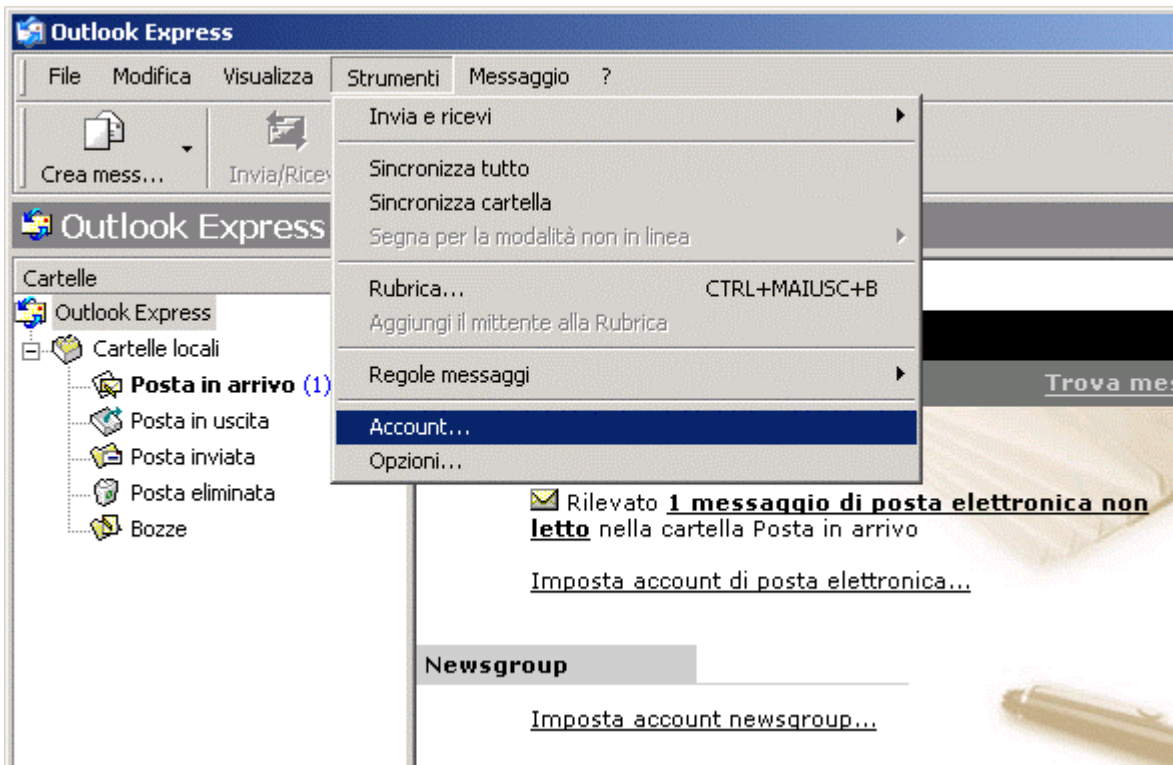 Outlook Express
File Modifica Visualizza Strumenti Messaggio ?
Crea mess...
Invia e ricevi
Sincronizza tutto
Sincronizza cartella
Segna per la modalità non in linea
Rubrica... CTRL+MAIUSC+B
Aggiungi il mittente alla Rubrica
Regole messaggi
Account...
Opzioni...
Outlook Express
Cartelle
Outlook Express
Cartelle locali
Posta in arrivo (1)
Posta in uscita
Posta inviata
Posta eliminata
Bozze
Trova
Rilevato 1 messaggio di posta elettronica non
letto nella cartella Posta in arrivo
Imposta account di posta elettronica...
Newsgroup
Imposta account newsgroup...